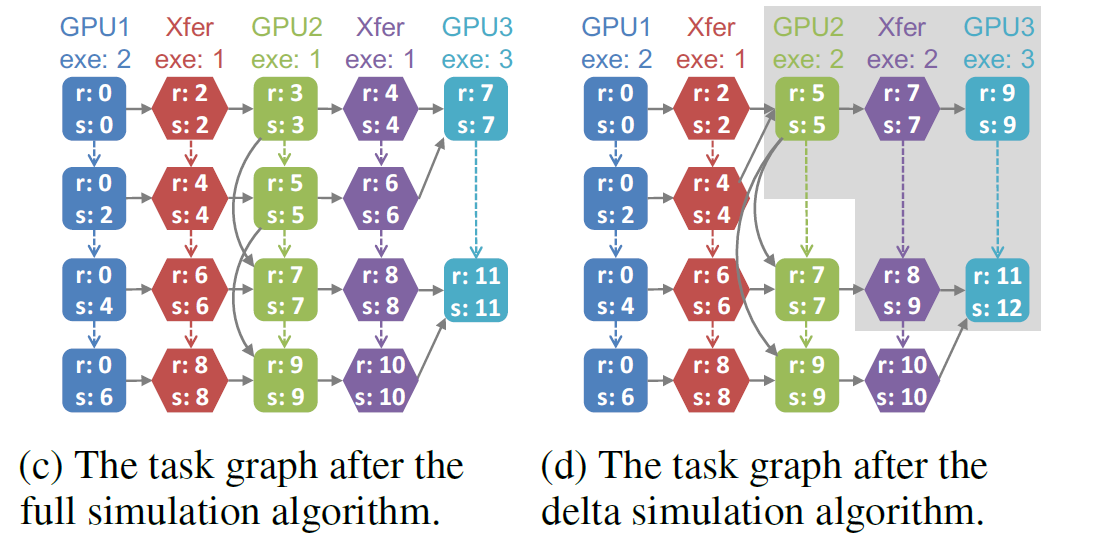 GPU1 Xfer GPU2 Xfer GPU3
exe: 2 exe: 1 exe: 1 exe: 1 exe: 3
r: 0 r: 2 r: 3 r: 4 r: 7
s: 0 s: 2 s: 3 s: 4 s: 7
r: 0 r: 4 r: 5 r: 6
s: 2 s: 4 s: 5 s: 6
r: 0 r: 6 r: 7 r: 8 r: 11
s: 4 s: 6 s: 7 s: 8 s: 11
r: 0 r: 8 r: 9 r: 10
s: 6 s: 8 s: 9 s: 10
(c) The task graph after the
full simulation algorithm.
GPU1 Xfer GPU2 Xfer GPU3
exe: 2 exe: 1 exe: 2 exe: 2 exe: 3
r: 0 r: 2 r: 5 r: 7 r: 9
s: 0 s: 2 s: 5 s: 7 s: 9
r: 0 r: 4
s: 2 s: 4
r: 0 r: 6 r: 7 r: 8 r: 11
s: 4 s: 6 s: 7 s: 9 s: 12
r: 0 r: 8 r: 9 r: 10
s: 6 s: 8 s: 9 s: 10
(d) The task graph after the
delta simulation algorithm.